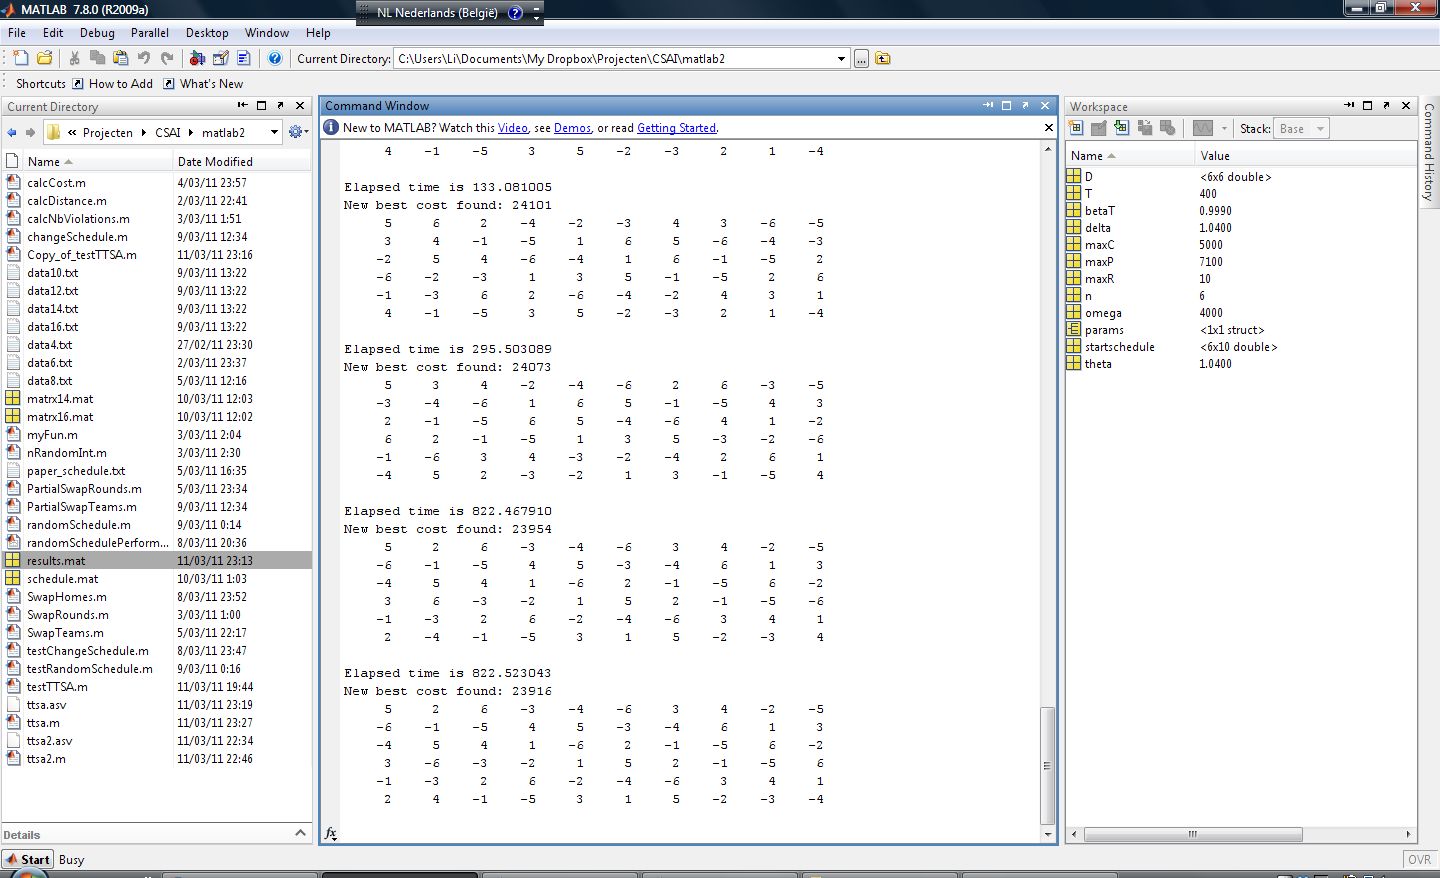 MATLAB 7.8.0 (R2009a)
NL Nederlands (België)
File Edit Debug Parallel Desktop Window Help
Current Directory: C:\Users\Li\Documents\My Dropbox\Projecten\CSAI\matlab2
Shortcuts How to Add What's New
Current Directory
« Projecten CSAI matlab2
Name Date Modified
calcCost.m 4/03/11 23:57
calcDistance.m 2/03/11 22:41
calcNbViolations.m 3/03/11 1:51
changeSchedule.m 9/03/11 12:34
Copy_of_testTTSA.m 11/03/11 23:16
data10.txt 9/03/11 13:22
data12.txt 9/03/11 13:22
data14.txt 9/03/11 13:22
data16.txt 9/03/11 13:22
data4.txt 27/02/11 23:30
data6.txt 2/03/11 23:37
data8.txt 5/03/11 12:16
matrx14.mat 10/03/11 12:03
matrx16.mat 10/03/11 12:02
myFun.m 3/03/11 2:04
nRandomInt.m 3/03/11 2:30
paper_schedule.txt 5/03/11 16:35
PartialSwapRounds.m 5/03/11 23:34
PartialSwapTeams.m 9/03/11 12:34
randomSchedule.m 9/03/11 0:14
randomSchedulePerform... 8/03/11 20:36
results.mat 11/03/11 23:13
schedule.mat 10/03/11 1:03
SwapHomes.m 8/03/11 23:52
SwapRounds.m 3/03/11 1:00
SwapTeams.m 5/03/11 22:17
testChangeSchedule.m 8/03/11 23:47
testRandomSchedule.m 9/03/11 0:16
testTTSA.m 11/03/11 19:44
ttsa.asv 11/03/11 23:19
ttsa.m 11/03/11 23:27
ttsa2.asv 11/03/11 22:34
ttsa2.m 11/03/11 22:46
Details
Command Window
New to MATLAB? Watch this Video, see Demos, or read Getting Started.
4 -1 -5 3 5 -2 -3 2 1 -4
Elapsed time is 133.081005
New best cost found: 24101
5 6 2 -4 -2 -3 4 3 -6 -5
3 4 -1 -5 1 6 5 -6 -4 -3
-2 5 4 -6 -4 1 6 -1 -5 2
-6 -2 -3 1 3 5 -1 -5 2 6
-1 -3 6 2 -6 -4 -2 4 3 1
4 -1 -5 3 5 -2 -3 2 1 -4
Elapsed time is 295.503089
New best cost found: 24073
5 3 4 -2 -4 -6 2 6 -3 -5
-3 -4 -6 1 6 5 -1 -5 4 3
2 -1 -5 6 5 -4 -6 4 1 -2
6 2 -1 -5 1 3 5 -3 -2 -6
-1 -6 3 4 -3 -2 -4 2 6 1
-4 5 2 -3 -2 1 3 -1 -5 4
Elapsed time is 822.467910
New best cost found: 23954
5 2 6 -3 -4 -6 3 4 -2 -5
-6 -1 -5 4 5 -3 -4 6 1 3
-4 5 4 1 -6 2 -1 -5 6 -2
3 6 -3 -2 1 5 2 -1 -5 -6
-1 -3 2 6 -2 -4 -6 3 4 1
2 -4 -1 -5 3 1 5 -2 -3 4
Elapsed time is 822.523043
New best cost found: 23916
5 2 6 -3 -4 -6 3 4 -2 -5
-6 -1 -5 4 5 -3 -4 6 1 3
-4 5 4 1 -6 2 -1 -5 6 -2
3 -6 -3 -2 1 5 2 -1 -5 6
-1 -3 2 6 -2 -4 -6 3 4 1
2 4 -1 -5 3 1 5 -2 -3 -4
fx
Workspace
Stack: Base
Name Value
D <6x6 double>
T 400
betaT 0.9990
delta 1.0400
maxC 5000
maxP 7100
maxR 10
n 6
omega 4000
params <1x1 struct>
startschedule <6x10 double>
theta 1.0400
Command History
Start Busy
OVR